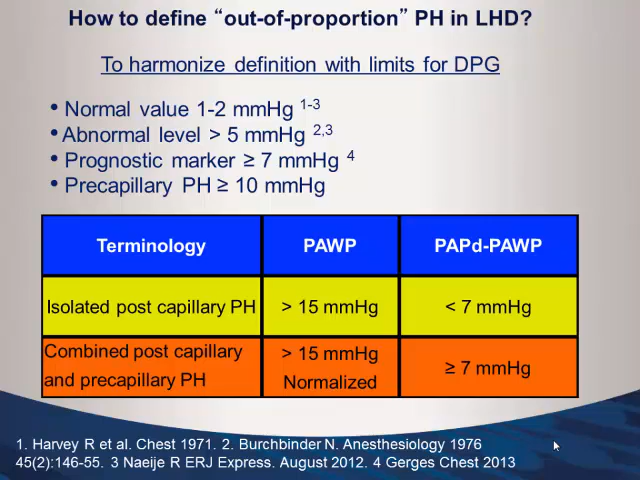 How to define “out-of-proportion” PH in LHD?
To harmonize definition with limits for DPG
• Normal value 1-2 mmHg 1-3
• Abnormal level > 5 mmHg 2,3
• Prognostic marker ≥ 7 mmHg 4
• Precapillary PH ≥ 10 mmHg
Terminology PAWP PAPd-PAWP
Isolated post capillary PH > 15 mmHg < 7 mmHg
Combined post capillary and precapillary PH > 15 mmHg Normalized ≥ 7 mmHg
1. Harvey R et al. Chest 1971. 2. Burchbinder N. Anesthesiology 1976
45(2):146-55. 3 Naeije R ERJ Express. August 2012. 4 Gerges Chest 2013